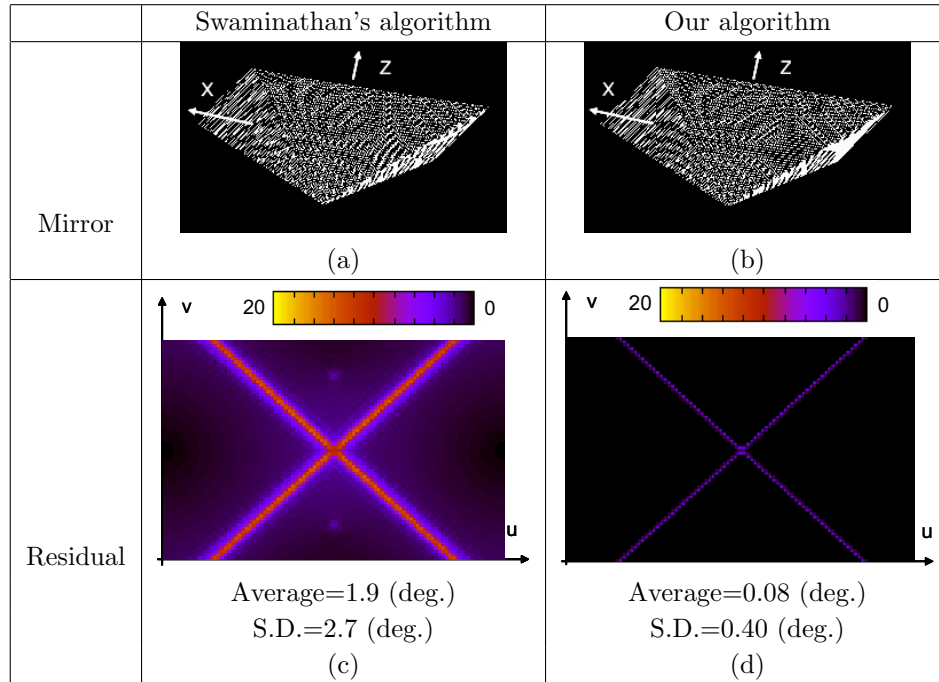 Swaminathan's algorithm
Our algorithm
Mirror
X
Z
(a)
X
Z
(b)
Residual
v
20
0
u
Average=1.9 (deg.)
S.D.=2.7 (deg.)
(c)
v
20
0
u
Average=0.08 (deg.)
S.D.=0.40 (deg.)
(d)